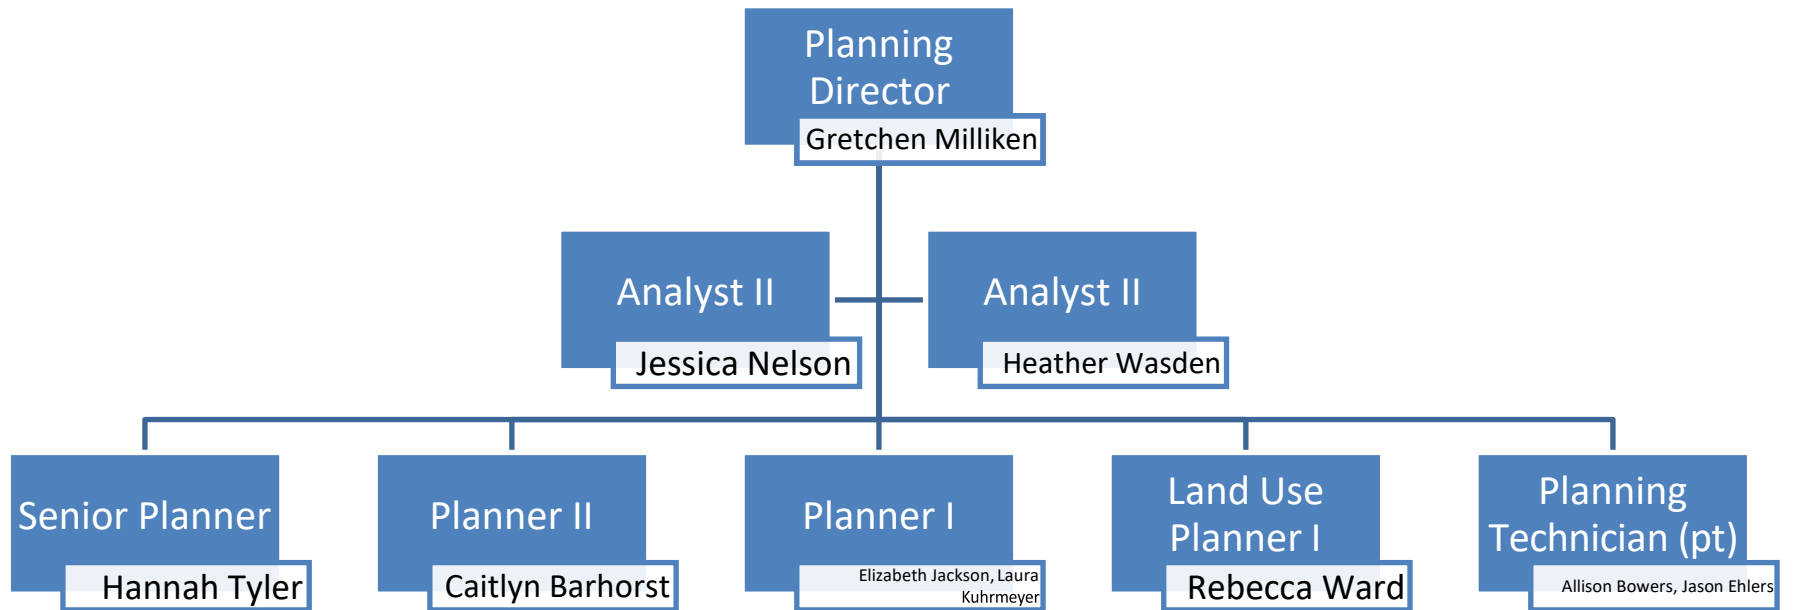 Planning
Director
Gretchen Milliken
Analyst II
Jessica Nelson
Analyst II
Heather Wasden
Senior Planner
Hannah Tyler
Planner II
Caitlyn Barhorst
Planner I
Elizabeth Jackson, Laura
Kuhrmeyer
Land Use
Planner I
Rebecca Ward
Planning
Technician (pt)
Allison Bowers, Jason Ehlers